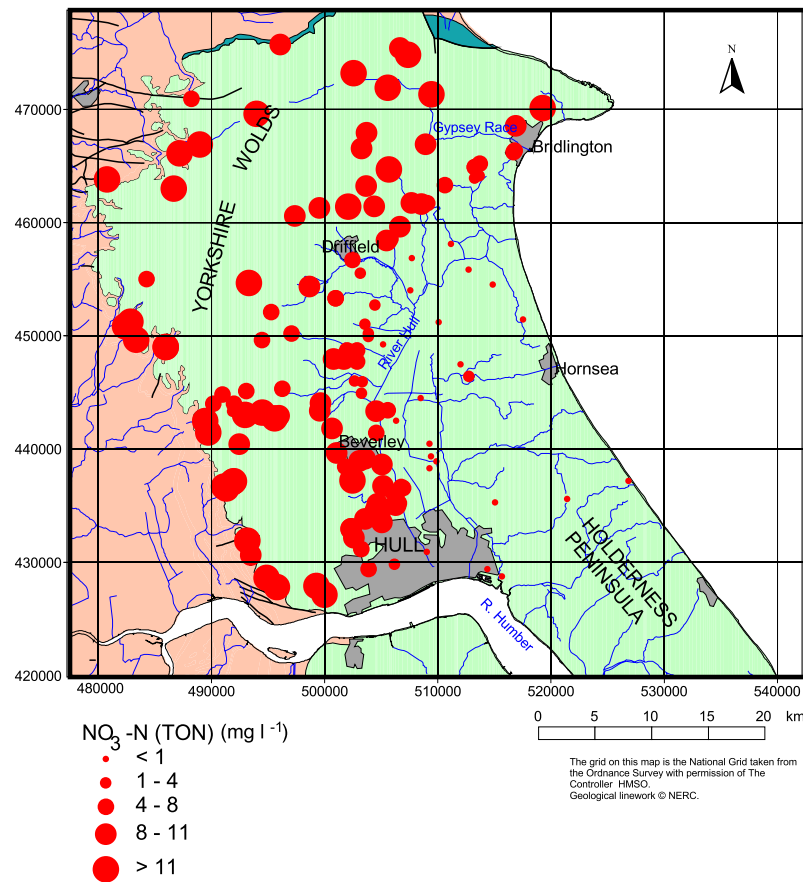 N
470000
460000
450000
440000
430000
420000
YORKSHIRE WOLDS
Gypsey Race
Bridlington
Driffield
River Hull
Hornsea
Beverley
HULL
HOLDERNESS
PENINSULA
R. Humber
480000 490000 500000 510000 520000 530000 540000
0 5 10 15 20 km
NO3 -N (TON) (mg l -1)
< 1
1 - 4
4 - 8
8 - 11
> 11
The grid on this map is the National Grid taken from
the Ordnance Survey with permission of The
Controller HMSO.
Geological linework © NERC.